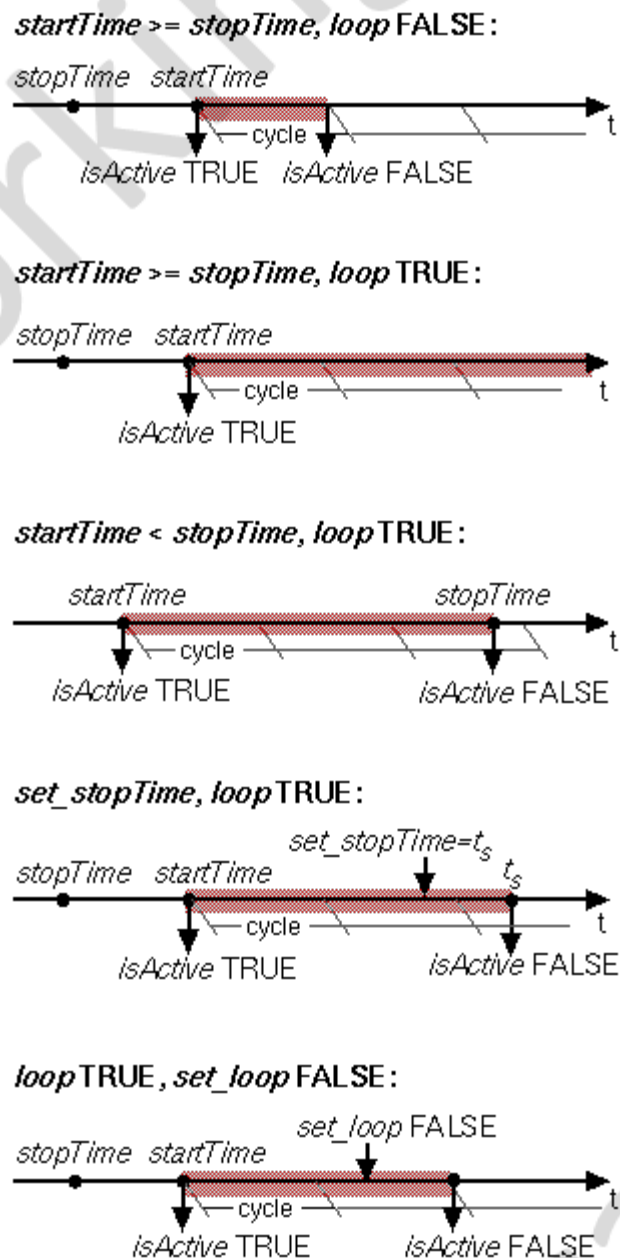 startTime >= stopTime, loop FALSE:
stopTime startTime
cycle
t
isActive TRUE isActive FALSE
startTime >= stopTime, loop TRUE:
stopTime startTime
cycle
t
isActive TRUE
startTime < stopTime, loop TRUE:
startTime stopTime
cycle
t
isActive TRUE isActive FALSE
set_stopTime, loop TRUE:
set_stopTime=ts
stopTime startTime ts
cycle
t
isActive TRUE isActive FALSE
loop TRUE, set_loop FALSE:
set_loop FALSE
stopTime startTime
cycle
t
isActive TRUE isActive FALSE